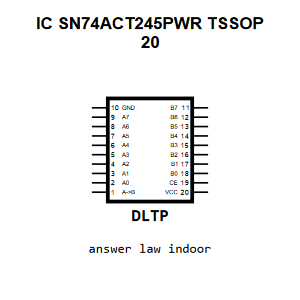 IC SN74ACT245PWR TSSOP
20
10 GND B7 11
9 A7 B6 12
8 A6 B5 13
7 A5 B4 14
6 A4 B3 15
5 A3 B2 16
4 A2 B1 17
3 A1 B0 18
2 A0 CE 19
1 A->B VCC 20
DLTP
answer law indoor